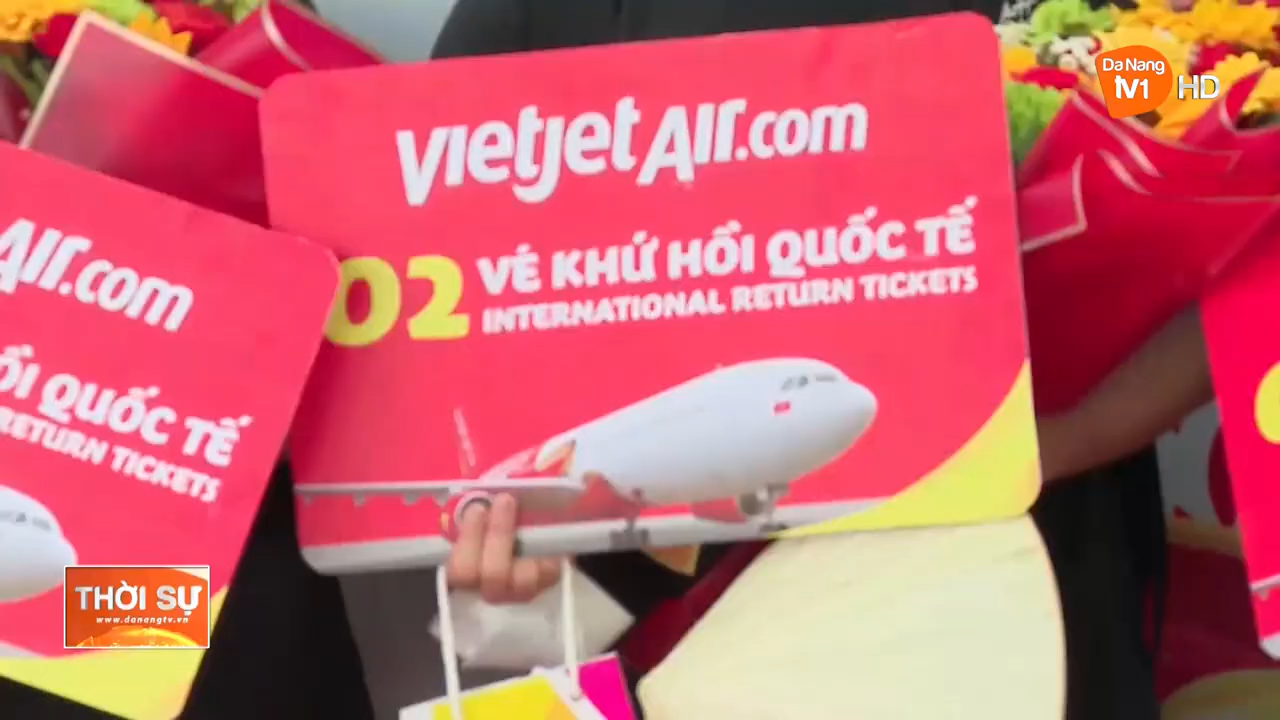 Da Nang
TV1 HD
VietjetAir.com
02 VÉ KHỨ HỒI QUỐC TẾ
INTERNATIONAL RETURN TICKETS
Air.com
ỒI QUỐC TẾ
RETURN TICKETS
THỜI SỰ
www.danangtv.vn